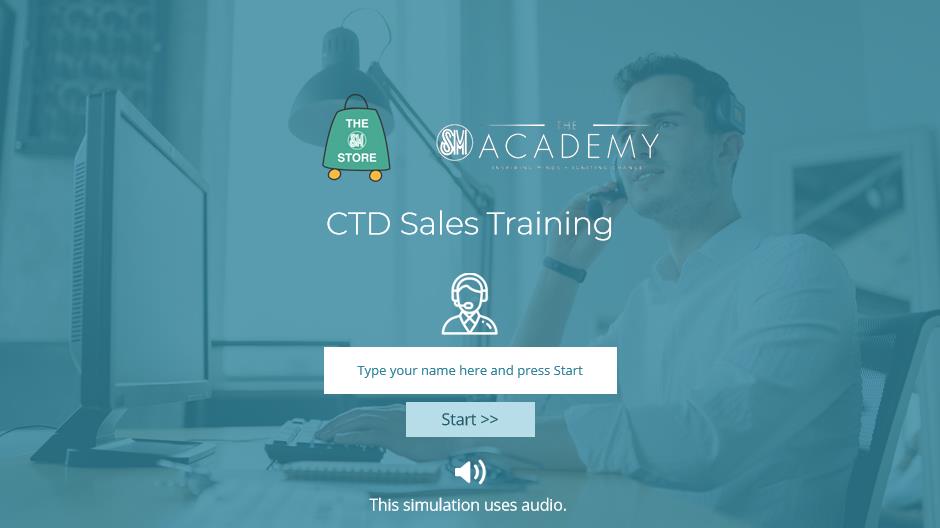 THE
SM
STORE
THE
SM ACADEMY
INSPIRING MINDS • IGNITING CHANGE
CTD Sales Training
Type your name here and press Start
Start >>
This simulation uses audio.